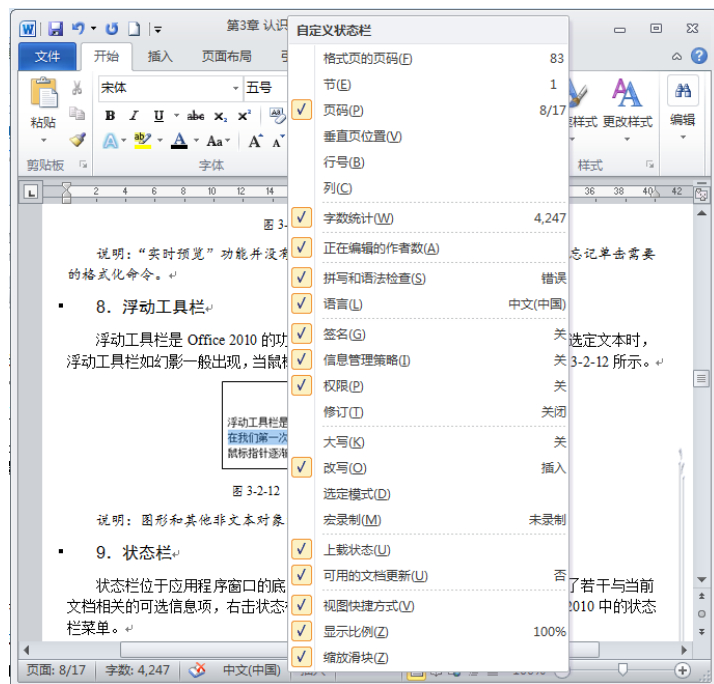 第3章 认识
文件 开始 插入 页面布局
宋体 五号
粘贴
B I U abc x₂ x²
A ab A Aa A A
更改样式 编辑
剪贴板 字体 样式
2 4 6 8 10 12 14 36 38 40 42
图 3-
说明：“实时预览”功能并没有
忘记单击需要
的格式化命令。
8．浮动工具栏
浮动工具栏是 Office 2010 的功
选定文本时，
浮动工具栏如幻影一般出现，当鼠标
3-2-12 所示。
浮动工具栏是
在我们第一次
鼠标指针逐渐
图 3-2-12
说明：图形和其他非文本对象
9．状态栏
状态栏位于应用程序窗口的底
了若干与当前
文档相关的可选信息项，右击状态
2010 中的状态
栏菜单。
页面: 8/17 字数: 4,247 中文(中国) 插入 100%
自定义状态栏
格式页的页码(F) 83
节(E) 1
页码(P) 8/17
垂直页位置(V)
行号(B)
列(C)
字数统计(W) 4,247
正在编辑的作者数(A)
拼写和语法检查(S) 错误
语言(L) 中文(中国)
签名(G) 关
信息管理策略(I) 关
权限(P) 关
修订(T) 关闭
大写(K) 关
改写(O) 插入
选定模式(D)
宏录制(M) 未录制
上载状态(U)
可用的文档更新(U) 否
视图快捷方式(V)
显示比例(Z) 100%
缩放滑块(Z)